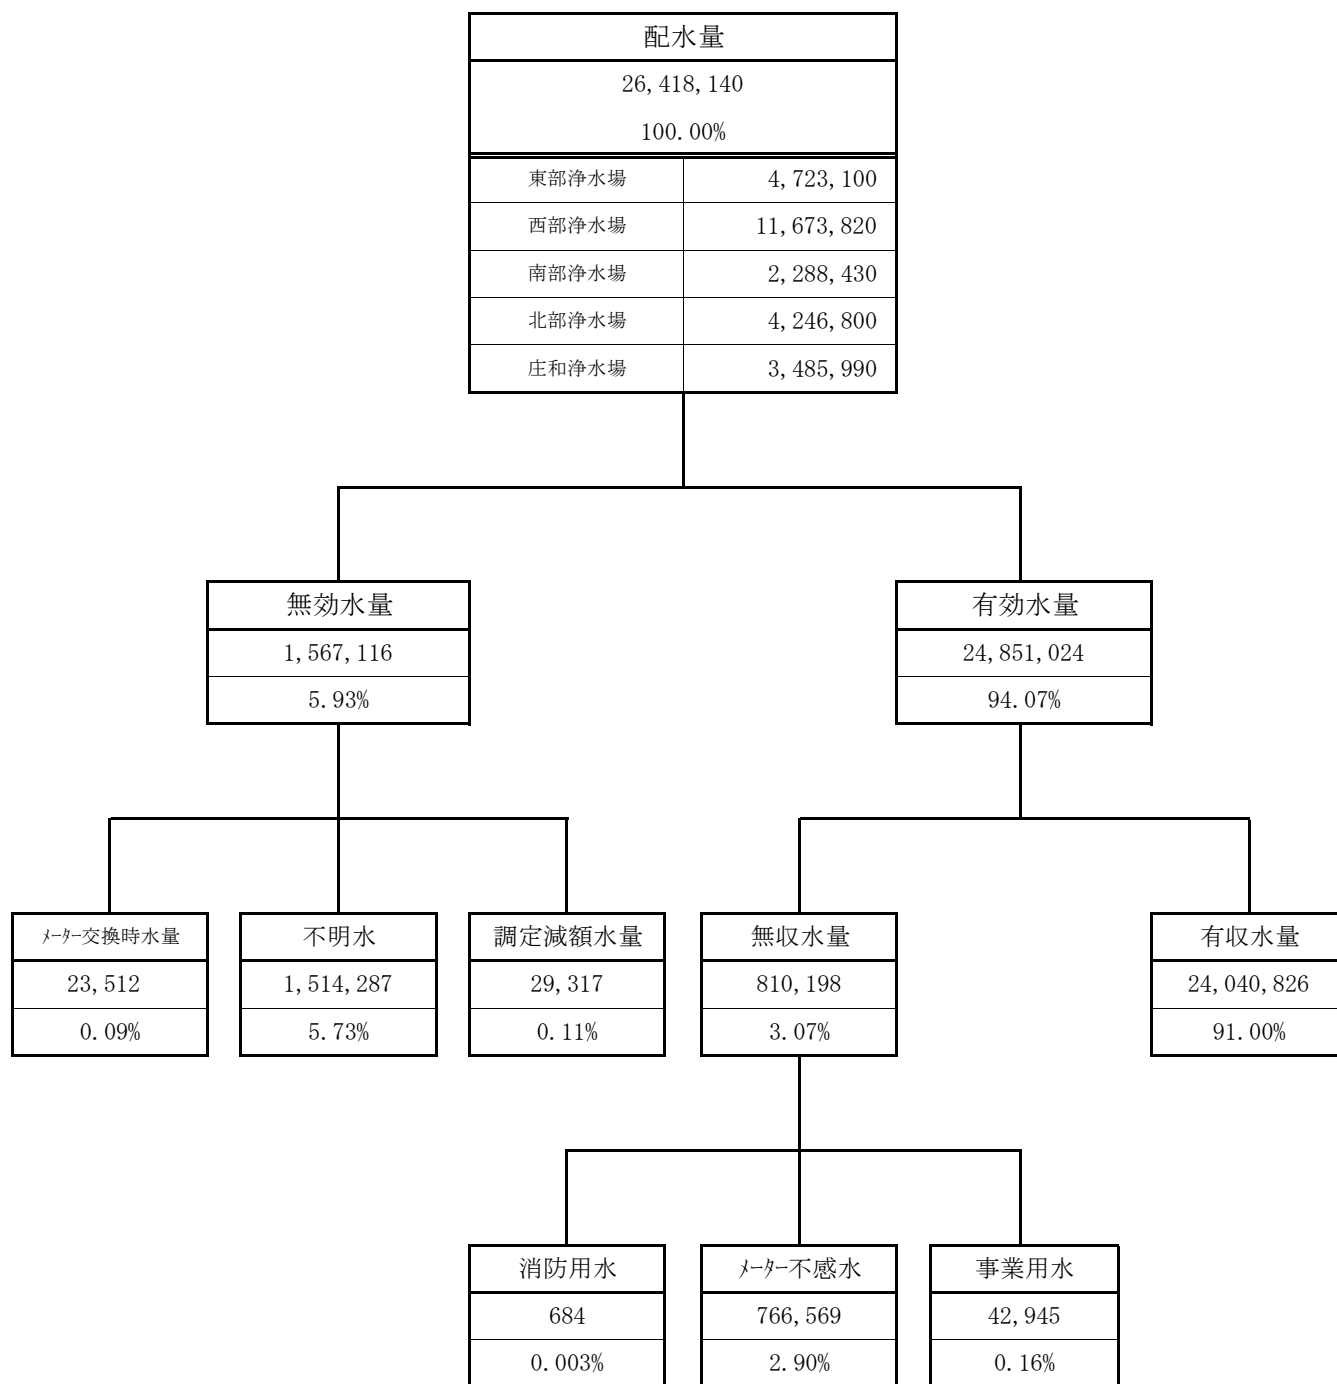 配水量
26,418,140
100.00%
東部浄水場 4,723,100
西部浄水場 11,673,820
南部浄水場 2,288,430
北部浄水場 4,246,800
庄和浄水場 3,485,990
無効水量 有効水量
1,567,116 24,851,024
5.93% 94.07%
ﾒｰﾀｰ交換時水量 不明水 調定減額水量 無収水量 有収水量
23,512 1,514,287 29,317 810,198 24,040,826
0.09% 5.73% 0.11% 3.07% 91.00%
消防用水 ﾒｰﾀｰ不感水 事業用水
684 766,569 42,945
0.003% 2.90% 0.16%